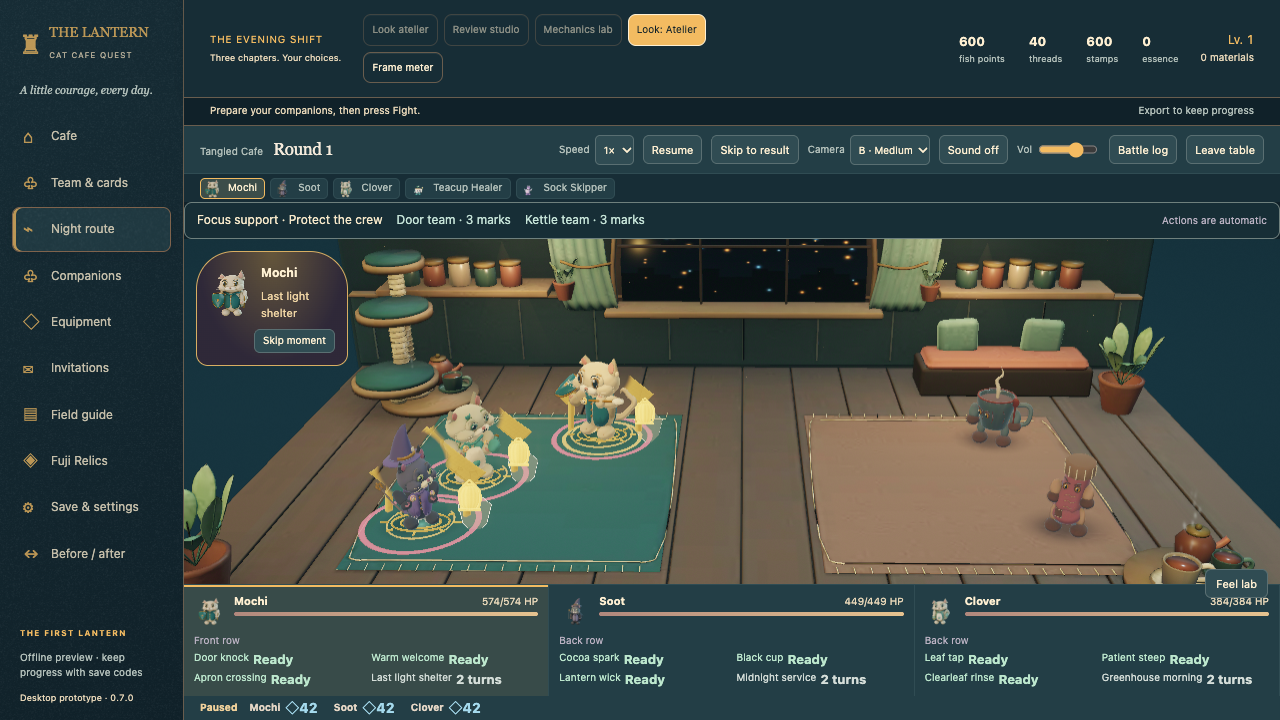 THE LANTERN
CAT CAFE QUEST
A little courage, every day.
Cafe
Team & cards
Night route
Companions
Equipment
Invitations
Field guide
Fuji Relics
Save & settings
Before / after
THE FIRST LANTERN
Offline preview · keep
progress with save codes
Desktop prototype · 0.7.0
THE EVENING SHIFT
Three chapters. Your choices.
Look atelier
Review studio
Mechanics lab
Look: Atelier
Frame meter
600
fish points
40
threads
600
stamps
0
essence
Lv. 1
0 materials
Prepare your companions, then press Fight.
Export to keep progress
Tangled Cafe Round 1
Speed 1x Resume Skip to result Camera B · Medium Sound off Vol Battle log Leave table
Mochi Soot Clover Teacup Healer Sock Skipper
Focus support · Protect the crew Door team · 3 marks Kettle team · 3 marks
Actions are automatic
Mochi
Last light
shelter
Skip moment
Feel lab
Mochi 574/574 HP
Front row
Door knock Ready Warm welcome Ready
Apron crossing Ready Last light shelter 2 turns
Soot 449/449 HP
Back row
Cocoa spark Ready Black cup Ready
Lantern wick Ready Midnight service 2 turns
Clover 384/384 HP
Back row
Leaf tap Ready Patient steep Ready
Clearleaf rinse Ready Greenhouse morning 2 turns
Paused Mochi 42 Soot 42 Clover 42